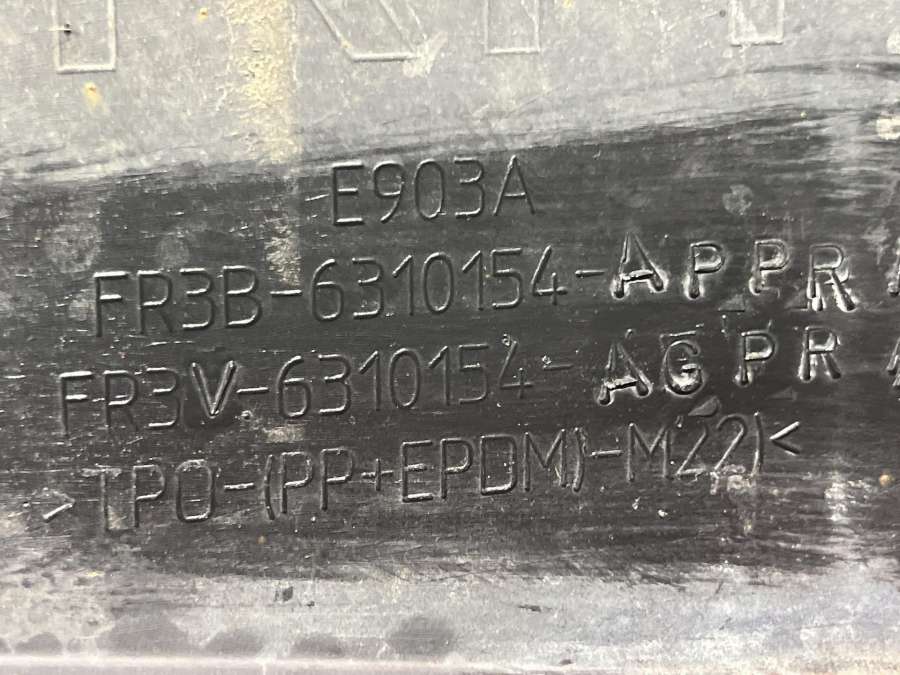 E903A
FR3B-6310154-APPR
FR3V-6310154-AGPR
>TPO-(PP+EPDM)-M22)<